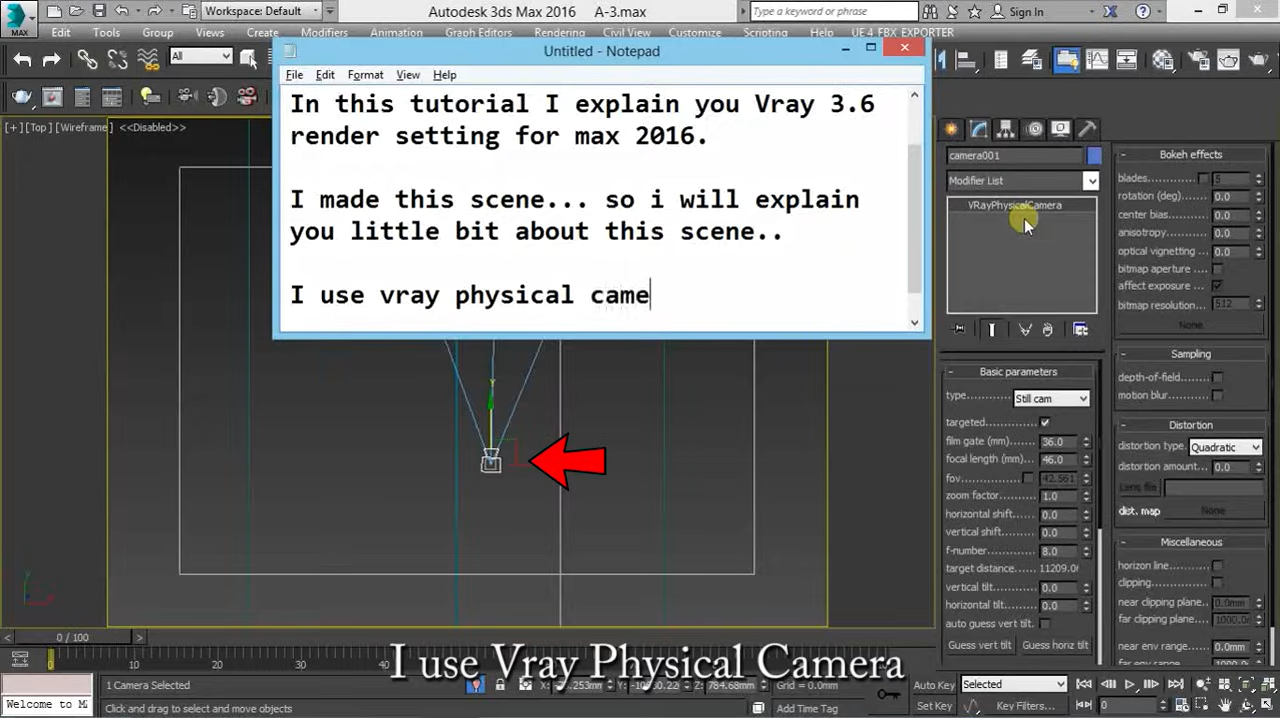 Workspace: Default
Autodesk 3ds Max 2016 A-3.max
Type a keyword or phrase
Sign In
MAX
Edit Tools Group Views Create Modifiers Animation Graph Editors Rendering Civil View Customize Scripting Help UE 4 FBX EXPORTER
All
Untitled - Notepad
File Edit Format View Help
In this tutorial I explain you Vray 3.6
render setting for max 2016.
I made this scene... so i will explain
you little bit about this scene..
I use vray physical came
[+] [Top] [Wireframe] <<Disabled>>
camera001
Modifier List
VRayPhysicalCamera
Basic parameters
type Still cam
targeted
film gate (mm) 36.0
focal length (mm) 46.0
fov 42.561
zoom factor 1.0
horizontal shift 0.0
vertical shift 0.0
f-number 8.0
target distance 11209.0
vertical tilt 0.0
horizontal tilt 0.0
auto guess vert tilt.
Guess vert tilt Guess horiz tilt
Bokeh effects
blades 5
rotation (deg) 0.0
center bias 0.0
anisotropy 0.0
optical vignetting 0.0
bitmap aperture
affect exposure
bitmap resolution 512
None
Sampling
depth-of-field
motion blur
Distortion
distortion type Quadratic
distortion amount 0.0
Lens file
dist. map None
Miscellaneous
horizon line
clipping
near clipping plane 0.0mm
far clipping plane 1000.0
near env range 0.0mm
0 / 100
0 10 20 30 40
I use Vray Physical Camera
Welcome to M
1 Camera Selected
Click and drag to select and move objects
X: Y: Z: 784.68mm Grid = 0.0mm
Add Time Tag
Auto Key Selected
Set Key Key Filters...
0